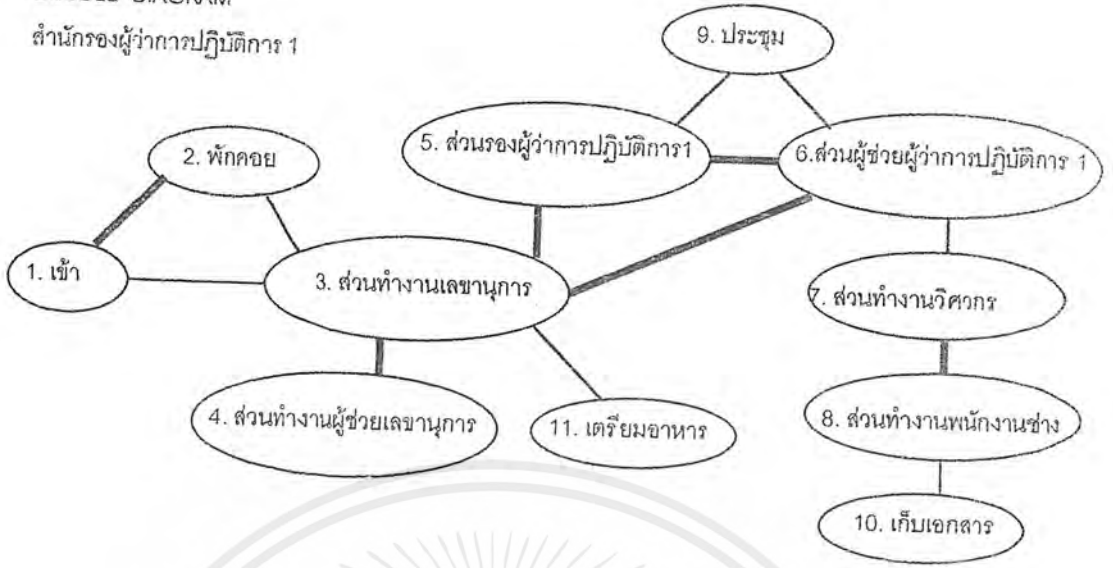 DIAGRAM
สำนักรองผู้ว่าการปฏิบัติการ 1
9. ประชุม
5. ส่วนรองผู้ว่าการปฏิบัติการ1
6.ส่วนผู้ช่วยผู้ว่าการปฏิบัติการ 1
2. พักคอย
1. เข้า
3. ส่วนทำงานเลขานุการ
7. ส่วนทำงานวิศวกร
4. ส่วนทำงานผู้ช่วยเลขานุการ
11. เตรียมอาหาร
8. ส่วนทำงานพนักงานช่าง
10. เก็บเอกสาร